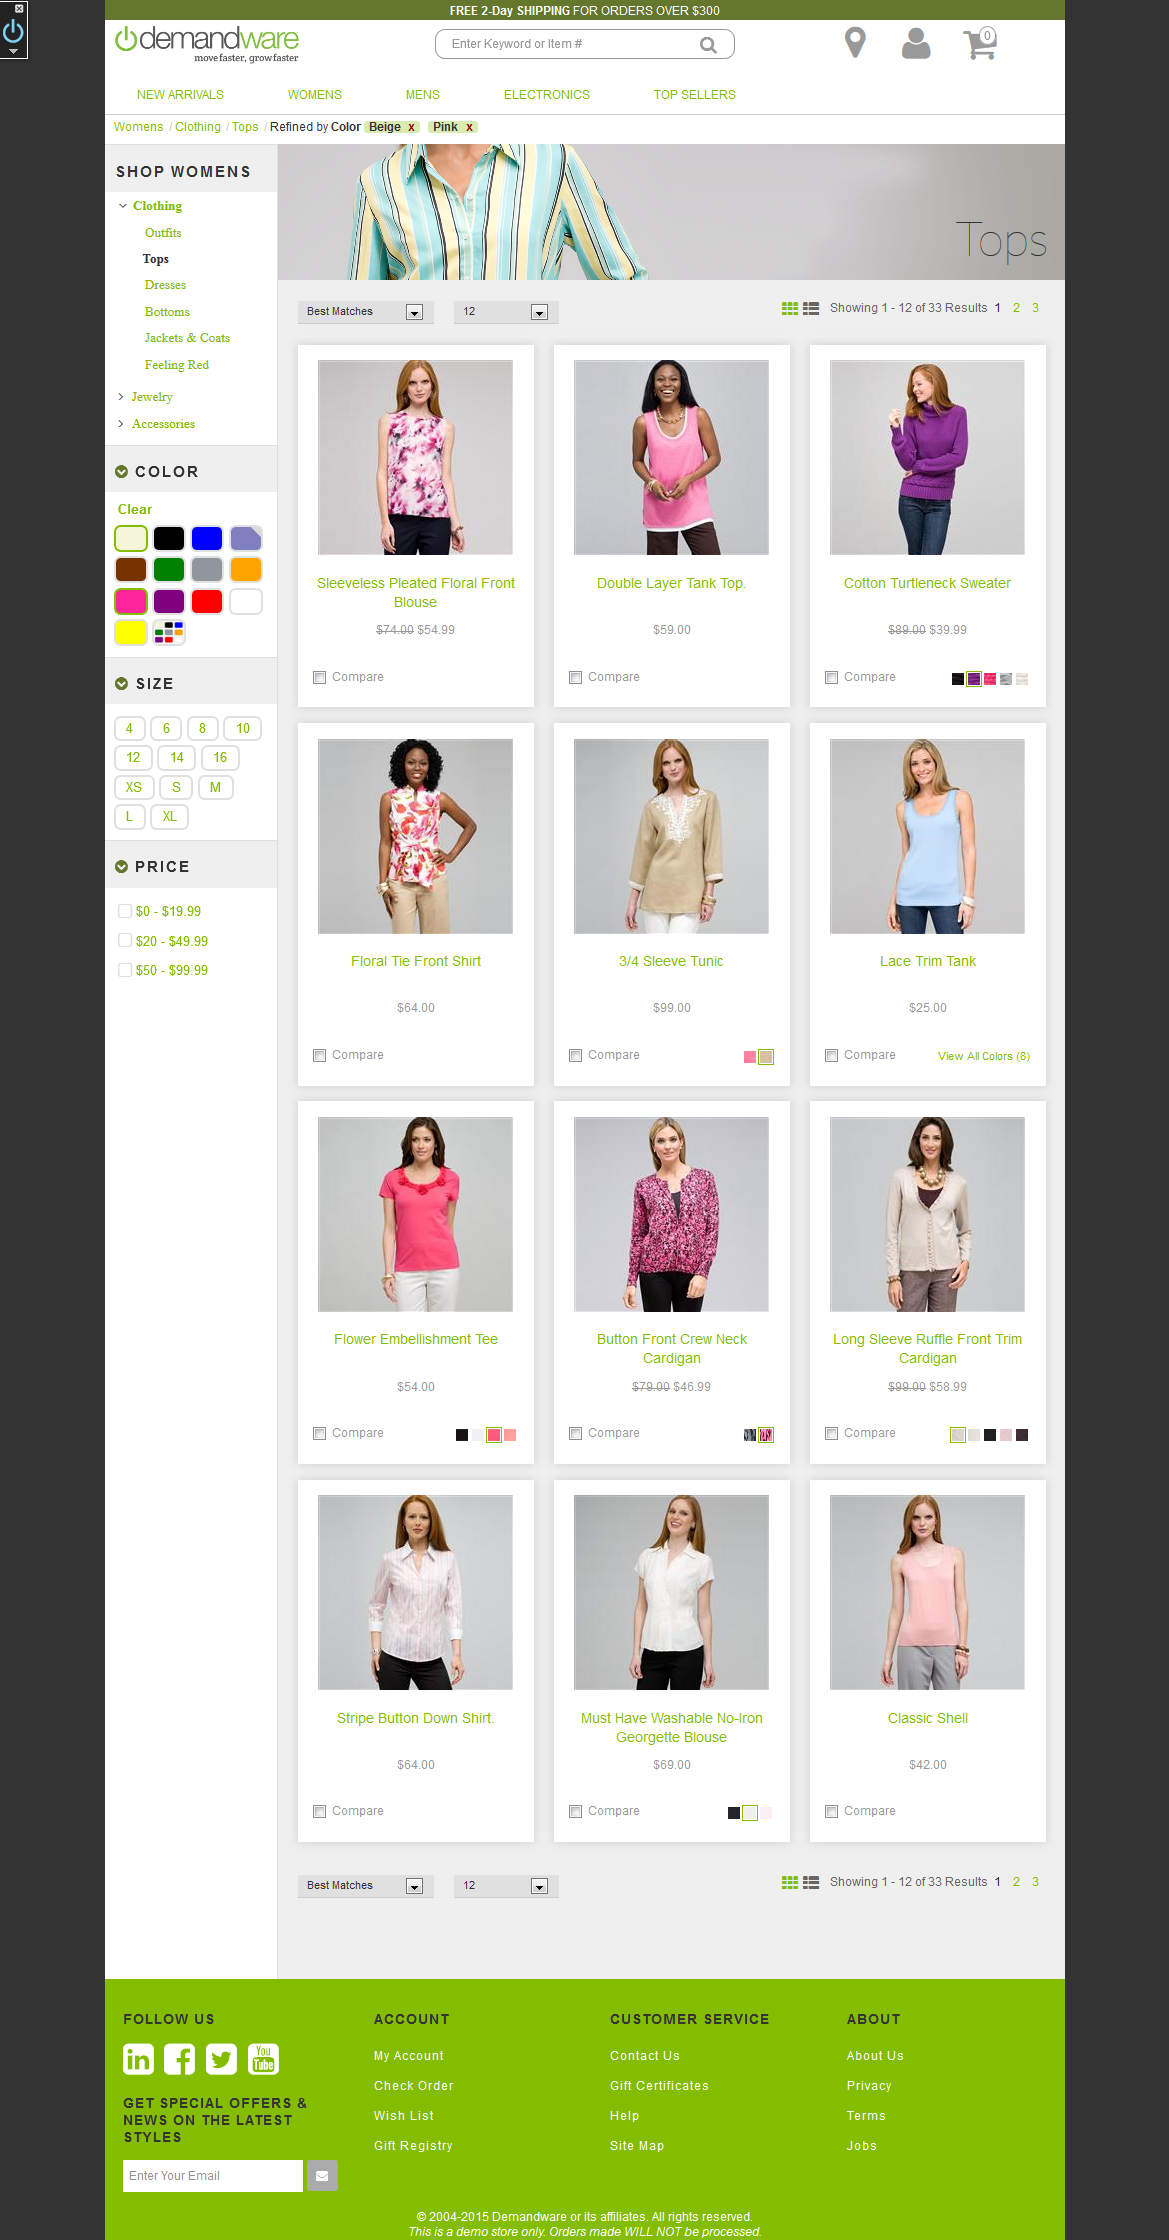 FREE 2-Day SHIPPING FOR ORDERS OVER $300
demandware
move faster, grow faster
Enter Keyword or Item #
0
NEW ARRIVALS WOMENS MENS ELECTRONICS TOP SELLERS
Womens / Clothing / Tops / Refined by Color Beige x Pink x
SHOP WOMENS
Clothing
Outfits
Tops
Dresses
Bottoms
Jackets & Coats
Feeling Red
Jewelry
Accessories
COLOR
Clear
SIZE
4 6 8 10
12 14 16
XS S M
L XL
PRICE
$0 - $19.99
$20 - $49.99
$50 - $99.99
Tops
Best Matches 12 Showing 1 - 12 of 33 Results 1 2 3
Sleeveless Pleated Floral Front
Blouse
$74.00 $54.99
Compare
Double Layer Tank Top.
$59.00
Compare
Cotton Turtleneck Sweater
$89.00 $39.99
Compare
Floral Tie Front Shirt
$64.00
Compare
3/4 Sleeve Tunic
$99.00
Compare
Lace Trim Tank
$25.00
Compare View All Colors (8)
Flower Embellishment Tee
$54.00
Compare
Button Front Crew Neck
Cardigan
$79.00 $46.99
Compare
Long Sleeve Ruffle Front Trim
Cardigan
$99.00 $58.99
Compare
Stripe Button Down Shirt.
$64.00
Compare
Must Have Washable No-Iron
Georgette Blouse
$69.00
Compare
Classic Shell
$42.00
Compare
Best Matches 12 Showing 1 - 12 of 33 Results 1 2 3
FOLLOW US
in f You Tube
GET SPECIAL OFFERS &
NEWS ON THE LATEST
STYLES
Enter Your Email
ACCOUNT
My Account
Check Order
Wish List
Gift Registry
CUSTOMER SERVICE
Contact Us
Gift Certificates
Help
Site Map
ABOUT
About Us
Privacy
Terms
Jobs
© 2004-2015 Demandware or its affiliates. All rights reserved.
This is a demo store only. Orders made WILL NOT be processed.